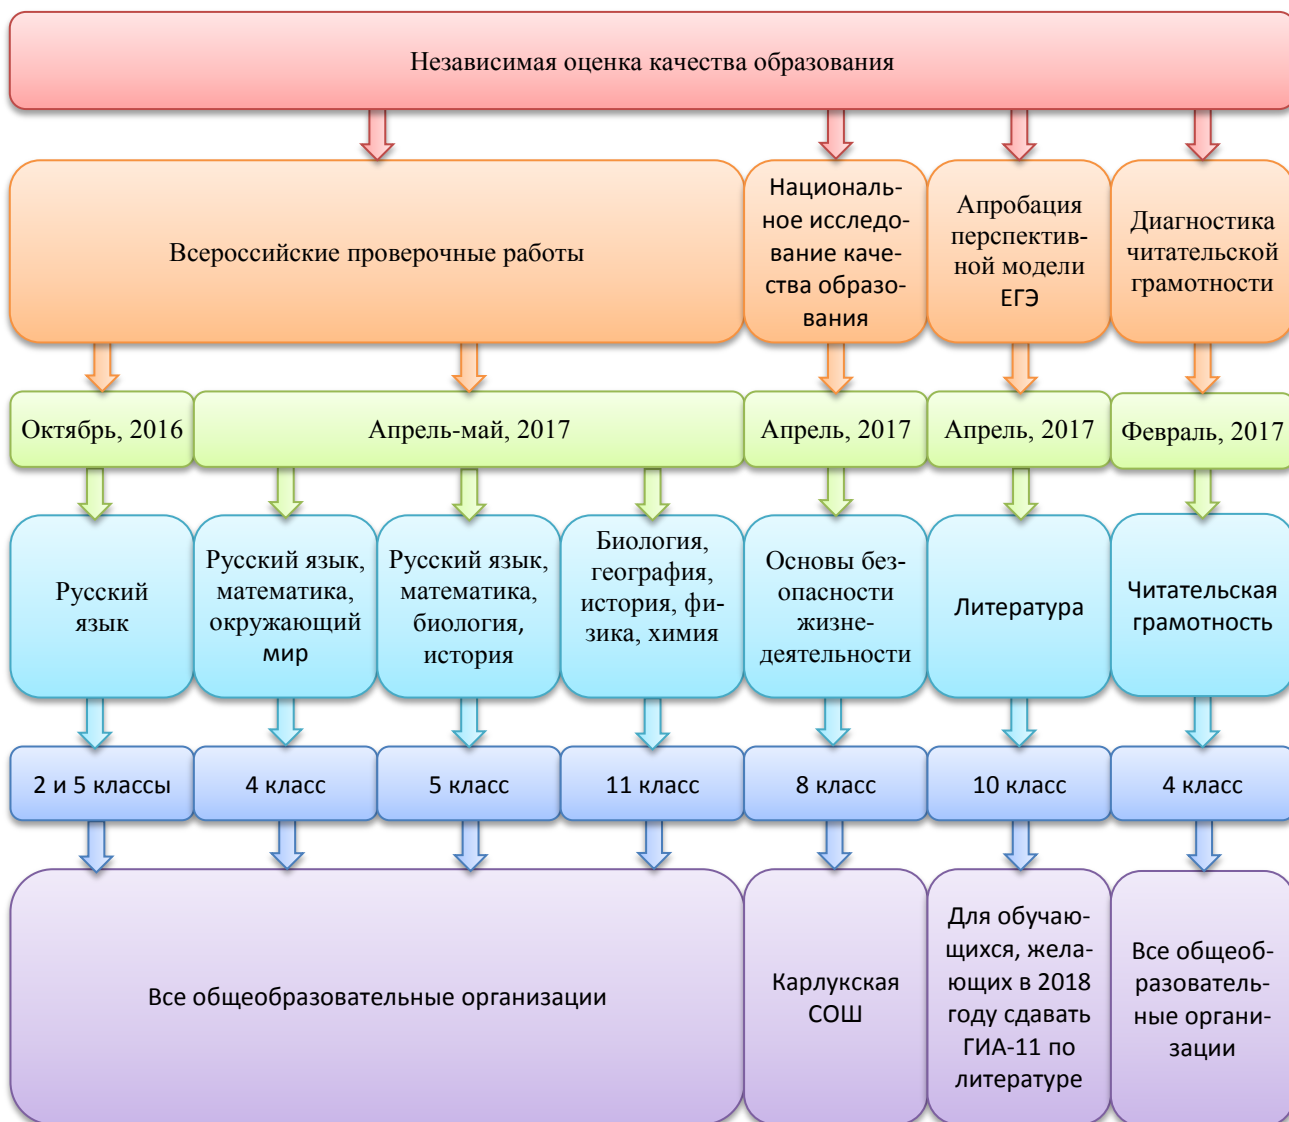 Независимая оценка качества образования
Всероссийские проверочные работы
Националь-
ное исследо-
вание каче-
ства образо-
вания
Апробация
перспектив-
ной модели
ЕГЭ
Диагностика
читательской
грамотности
Октябрь, 2016
Апрель-май, 2017
Апрель, 2017
Апрель, 2017
Февраль, 2017
Русский
язык
Русский язык,
математика,
окружающий
мир
Русский язык,
математика,
биология,
история
Биология,
география,
история, фи-
зика, химия
Основы без-
опасности
жизне-
деятельности
Литература
Читательская
грамотность
2 и 5 классы
4 класс
5 класс
11 класс
8 класс
10 класс
4 класс
Все общеобразовательные организации
Карлукская
СОШ
Для обучаю-
щихся, жела-
ющих в 2018
году сдавать
ГИА-11 по
литературе
Все общеоб-
разователь-
ные органи-
зации